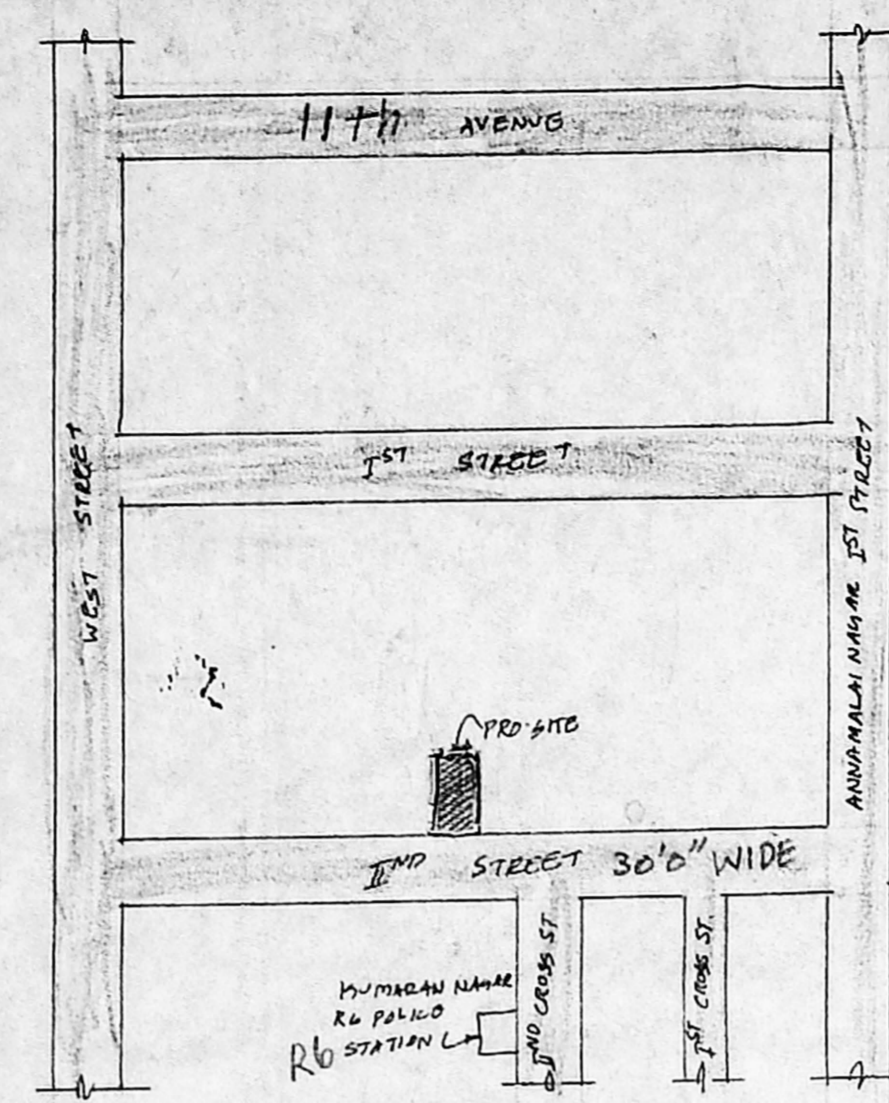 11th AVENUE
IST STREET
WEST STREET
ANNAMALAI NAGAR IST STREET
PRO-SITE
IIND STREET 30'0" WIDE
KUMARAN NAGAR
R6 POLICE
R6 STATION
IIND CROSS ST
IST CROSS ST.